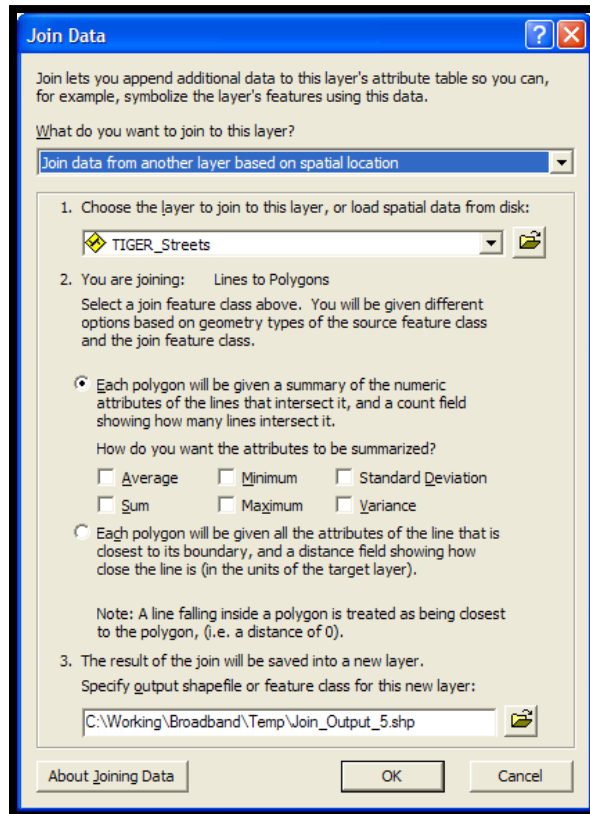 Join Data
Join lets you append additional data to this layer's attribute table so you can,
for example, symbolize the layer's features using this data.
What do you want to join to this layer?
Join data from another layer based on spatial location
1. Choose the layer to join to this layer, or load spatial data from disk:
TIGER_Streets
2. You are joining: Lines to Polygons
Select a join feature class above. You will be given different
options based on geometry types of the source feature class
and the join feature class.
Each polygon will be given a summary of the numeric
attributes of the lines that intersect it, and a count field
showing how many lines intersect it.
How do you want the attributes to be summarized?
Average Minimum Standard Deviation
Sum Maximum Variance
Each polygon will be given all the attributes of the line that is
closest to its boundary, and a distance field showing how
close the line is (in the units of the target layer).
Note: A line falling inside a polygon is treated as being closest
to the polygon, (i.e. a distance of 0).
3. The result of the join will be saved into a new layer.
Specify output shapefile or feature class for this new layer:
C:\Working\Broadband\Temp\Join_Output_5.shp
About Joining Data OK Cancel